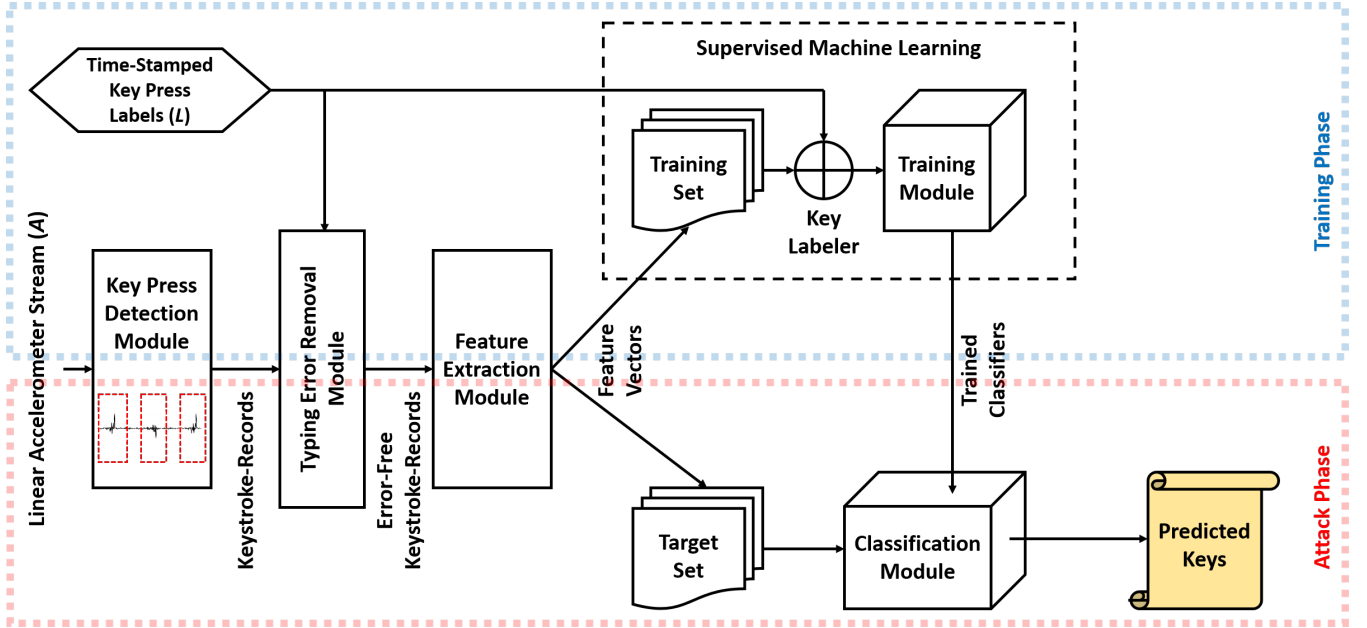 Supervised Machine Learning
Time-Stamped
Key Press
Labels (L)
Training
Set
Key
Labeler
Training
Module
Training Phase
Linear Accelerometer Stream (A)
Key Press
Detection
Module
Keystroke-Records
Typing Error Removal
Module
Error-Free
Keystroke-Records
Feature
Extraction
Module
Feature
Vectors
Trained
Classifiers
Target
Set
Classification
Module
Predicted
Keys
Attack Phase